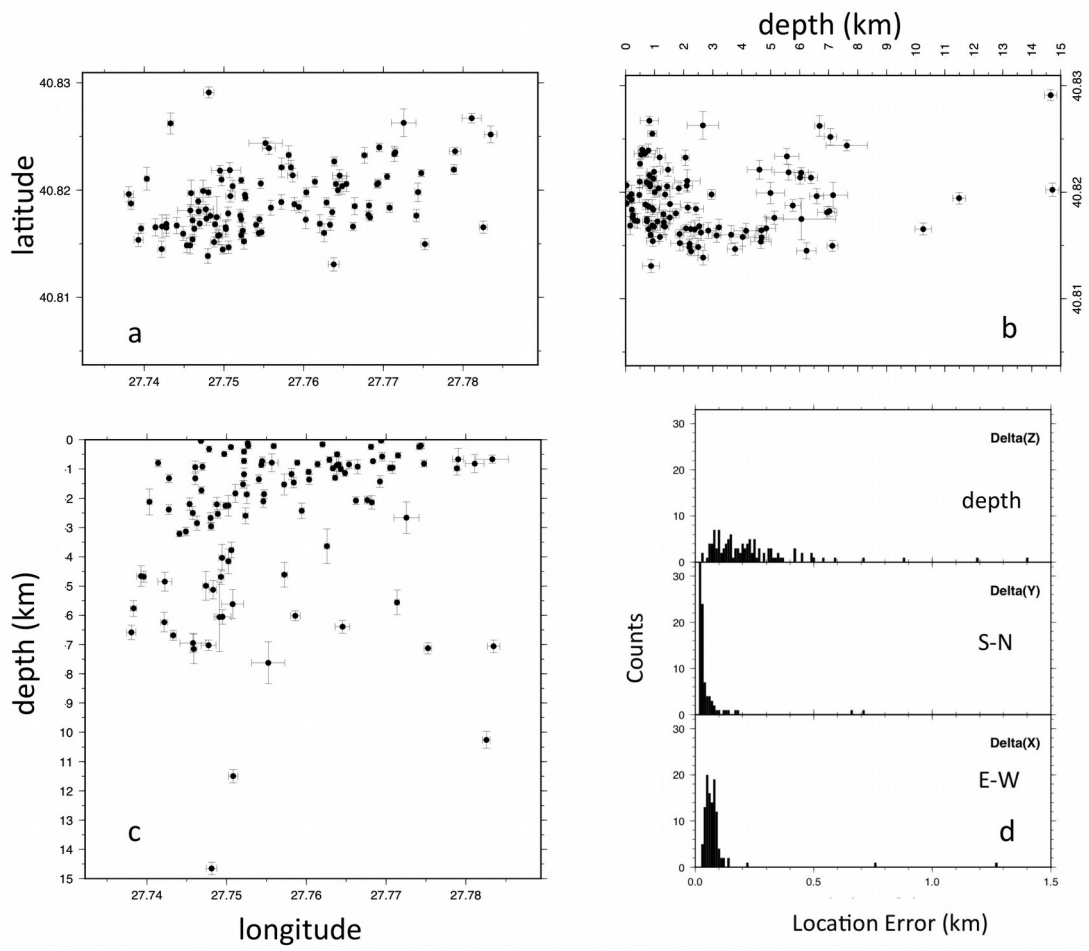 depth (km)
0 1 2 3 4 5 6 7 8 9 10 11 12 13 14 15
40.83
40.82
40.81
latitude
a
27.74 27.75 27.76 27.77 27.78
40.83
40.82
40.81
b
0
1
2
3
4
5
6
7
8
9
10
11
12
13
14
15
depth (km)
c
27.74 27.75 27.76 27.77 27.78
longitude
30
20
10
0
Delta(Z)
depth
30
20
10
0
Delta(Y)
S-N
Counts
30
20
10
0
Delta(X)
E-W
d
0.0 0.5 1.0 1.5
Location Error (km)